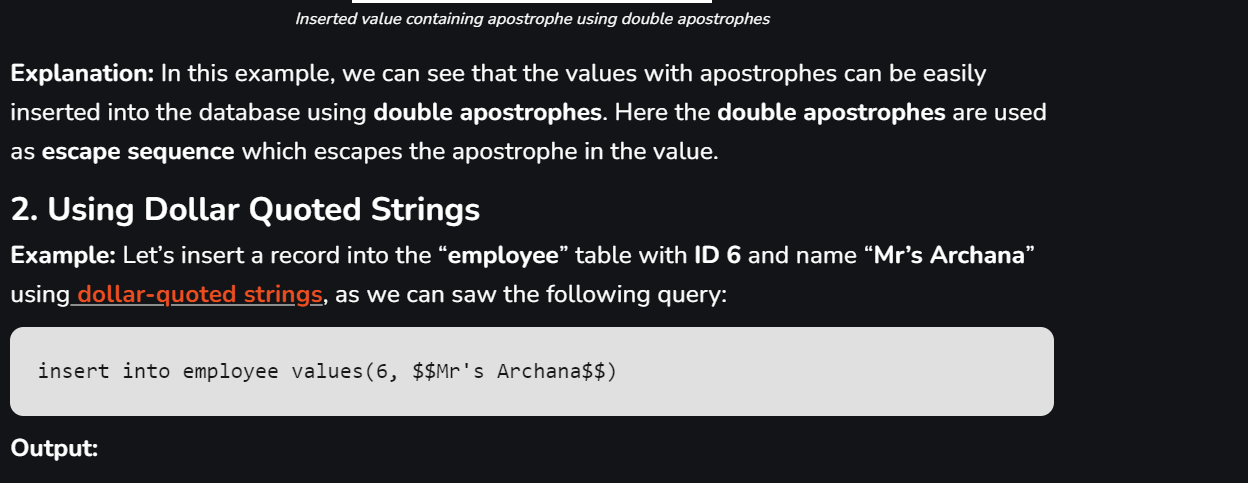 Inserted value containing apostrophe using double apostrophes
Explanation: In this example, we can see that the values with apostrophes can be easily
inserted into the database using double apostrophes. Here the double apostrophes are used
as escape sequence which escapes the apostrophe in the value.
2. Using Dollar Quoted Strings
Example: Let’s insert a record into the “employee” table with ID 6 and name “Mr’s Archana”
using dollar-quoted strings, as we can saw the following query:
insert into employee values(6, $$Mr's Archana$$)
Output: